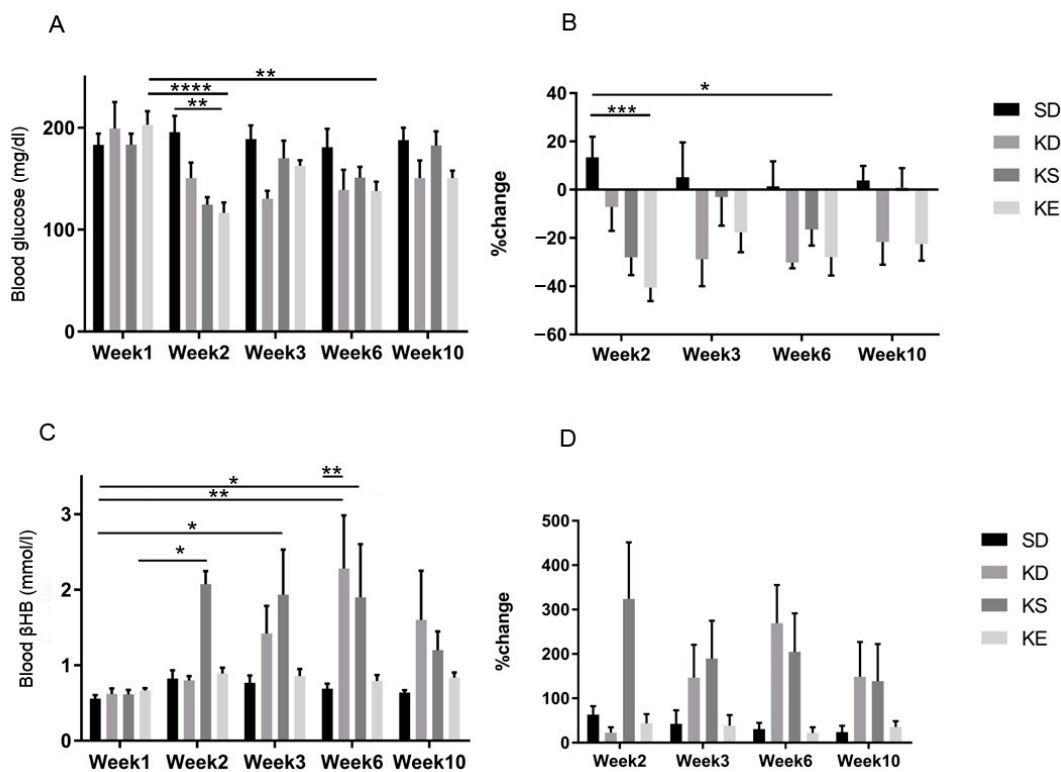 A
B
**
****
**
Blood glucose (mg/dl)
200
100
0
Week1 Week2 Week3 Week6 Week10
*
***
%change
40
20
0
−20
−40
−60
Week2 Week3 Week6 Week10
SD
KD
KS
KE
C
D
**
*
**
*
*
Blood βHB (mmol/l)
3
2
1
0
Week1 Week2 Week3 Week6 Week10
%change
500
400
300
200
100
0
Week2 Week3 Week6 Week10
SD
KD
KS
KE